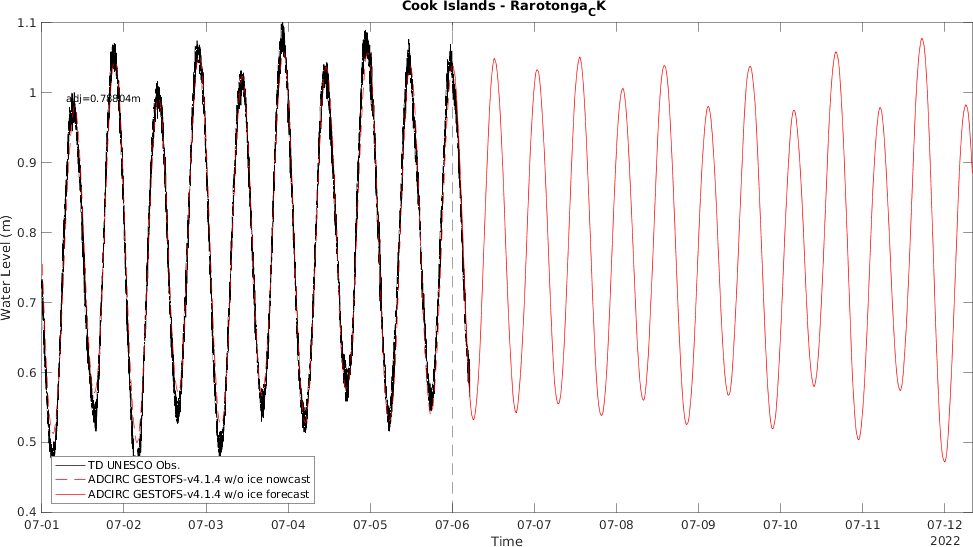 Cook Islands - Rarotonga_CK
1.1
1
0.9
0.8
0.7
0.6
0.5
0.4
Water Level (m)
adj=0.78804m
TD UNESCO Obs.
ADCIRC GESTOFS-v4.1.4 w/o ice nowcast
ADCIRC GESTOFS-v4.1.4 w/o ice forecast
07-01 07-02 07-03 07-04 07-05 07-06 07-07 07-08 07-09 07-10 07-11 07-12
Time
2022